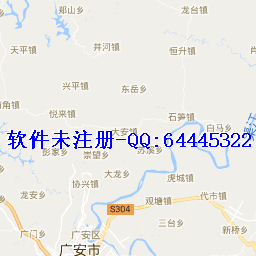 郑山乡
龙台镇
天平镇
井河镇
恒升镇
兴平镇
东岳乡
角镇
悦来镇
石笋镇
大安镇
白马乡
软件未注册-QQ:64445322
彭家乡
崇望乡
苏溪乡
大龙乡
龙安乡
协兴镇
虎城镇
S304
观塘镇
代市镇
三台乡
广门乡
广安区
新桥乡
广安市